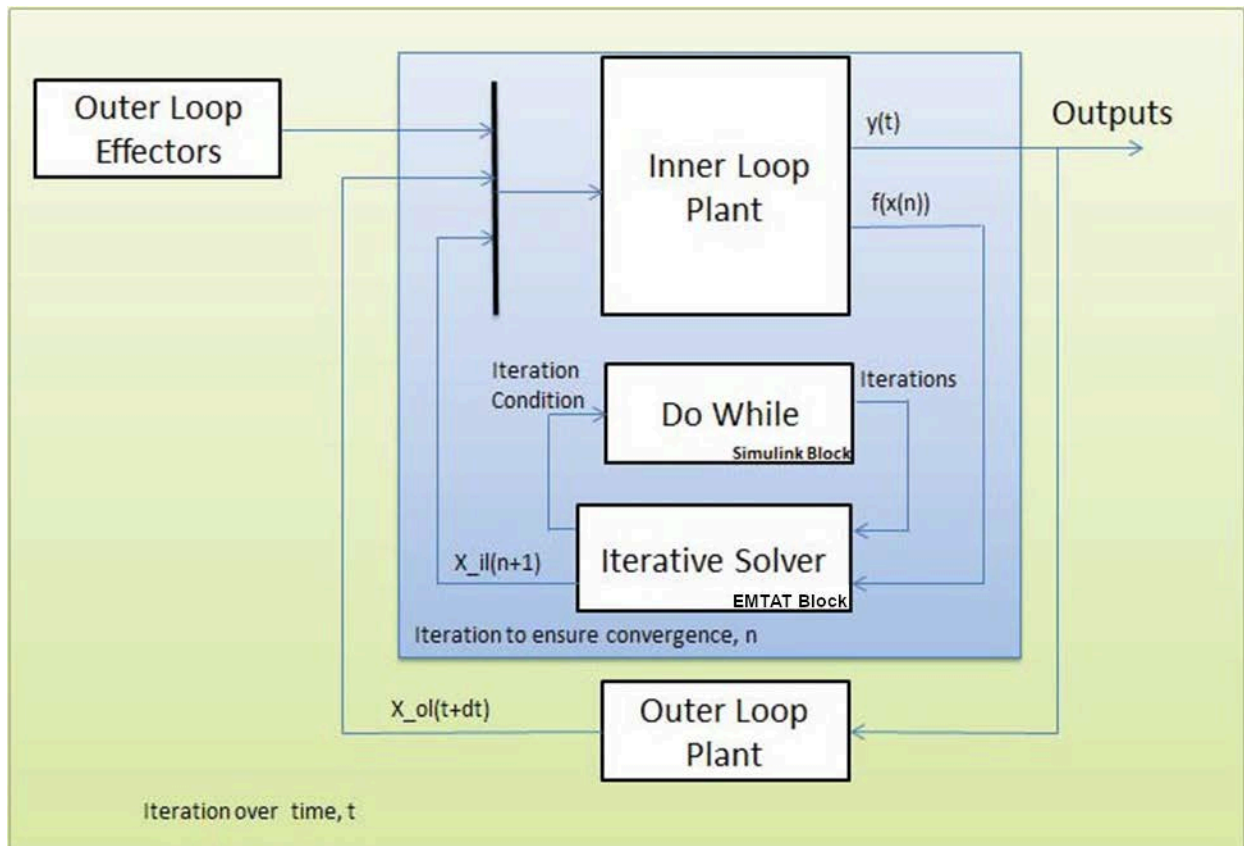 Outer Loop
Effectors
Inner Loop
Plant
y(t)
Outputs
f(x(n))
Iteration
Condition
Do While
Simulink Block
Iterations
X_il(n+1)
Iterative Solver
EMTAT Block
Iteration to ensure convergence, n
X_ol(t+dt)
Outer Loop
Plant
Iteration over time, t